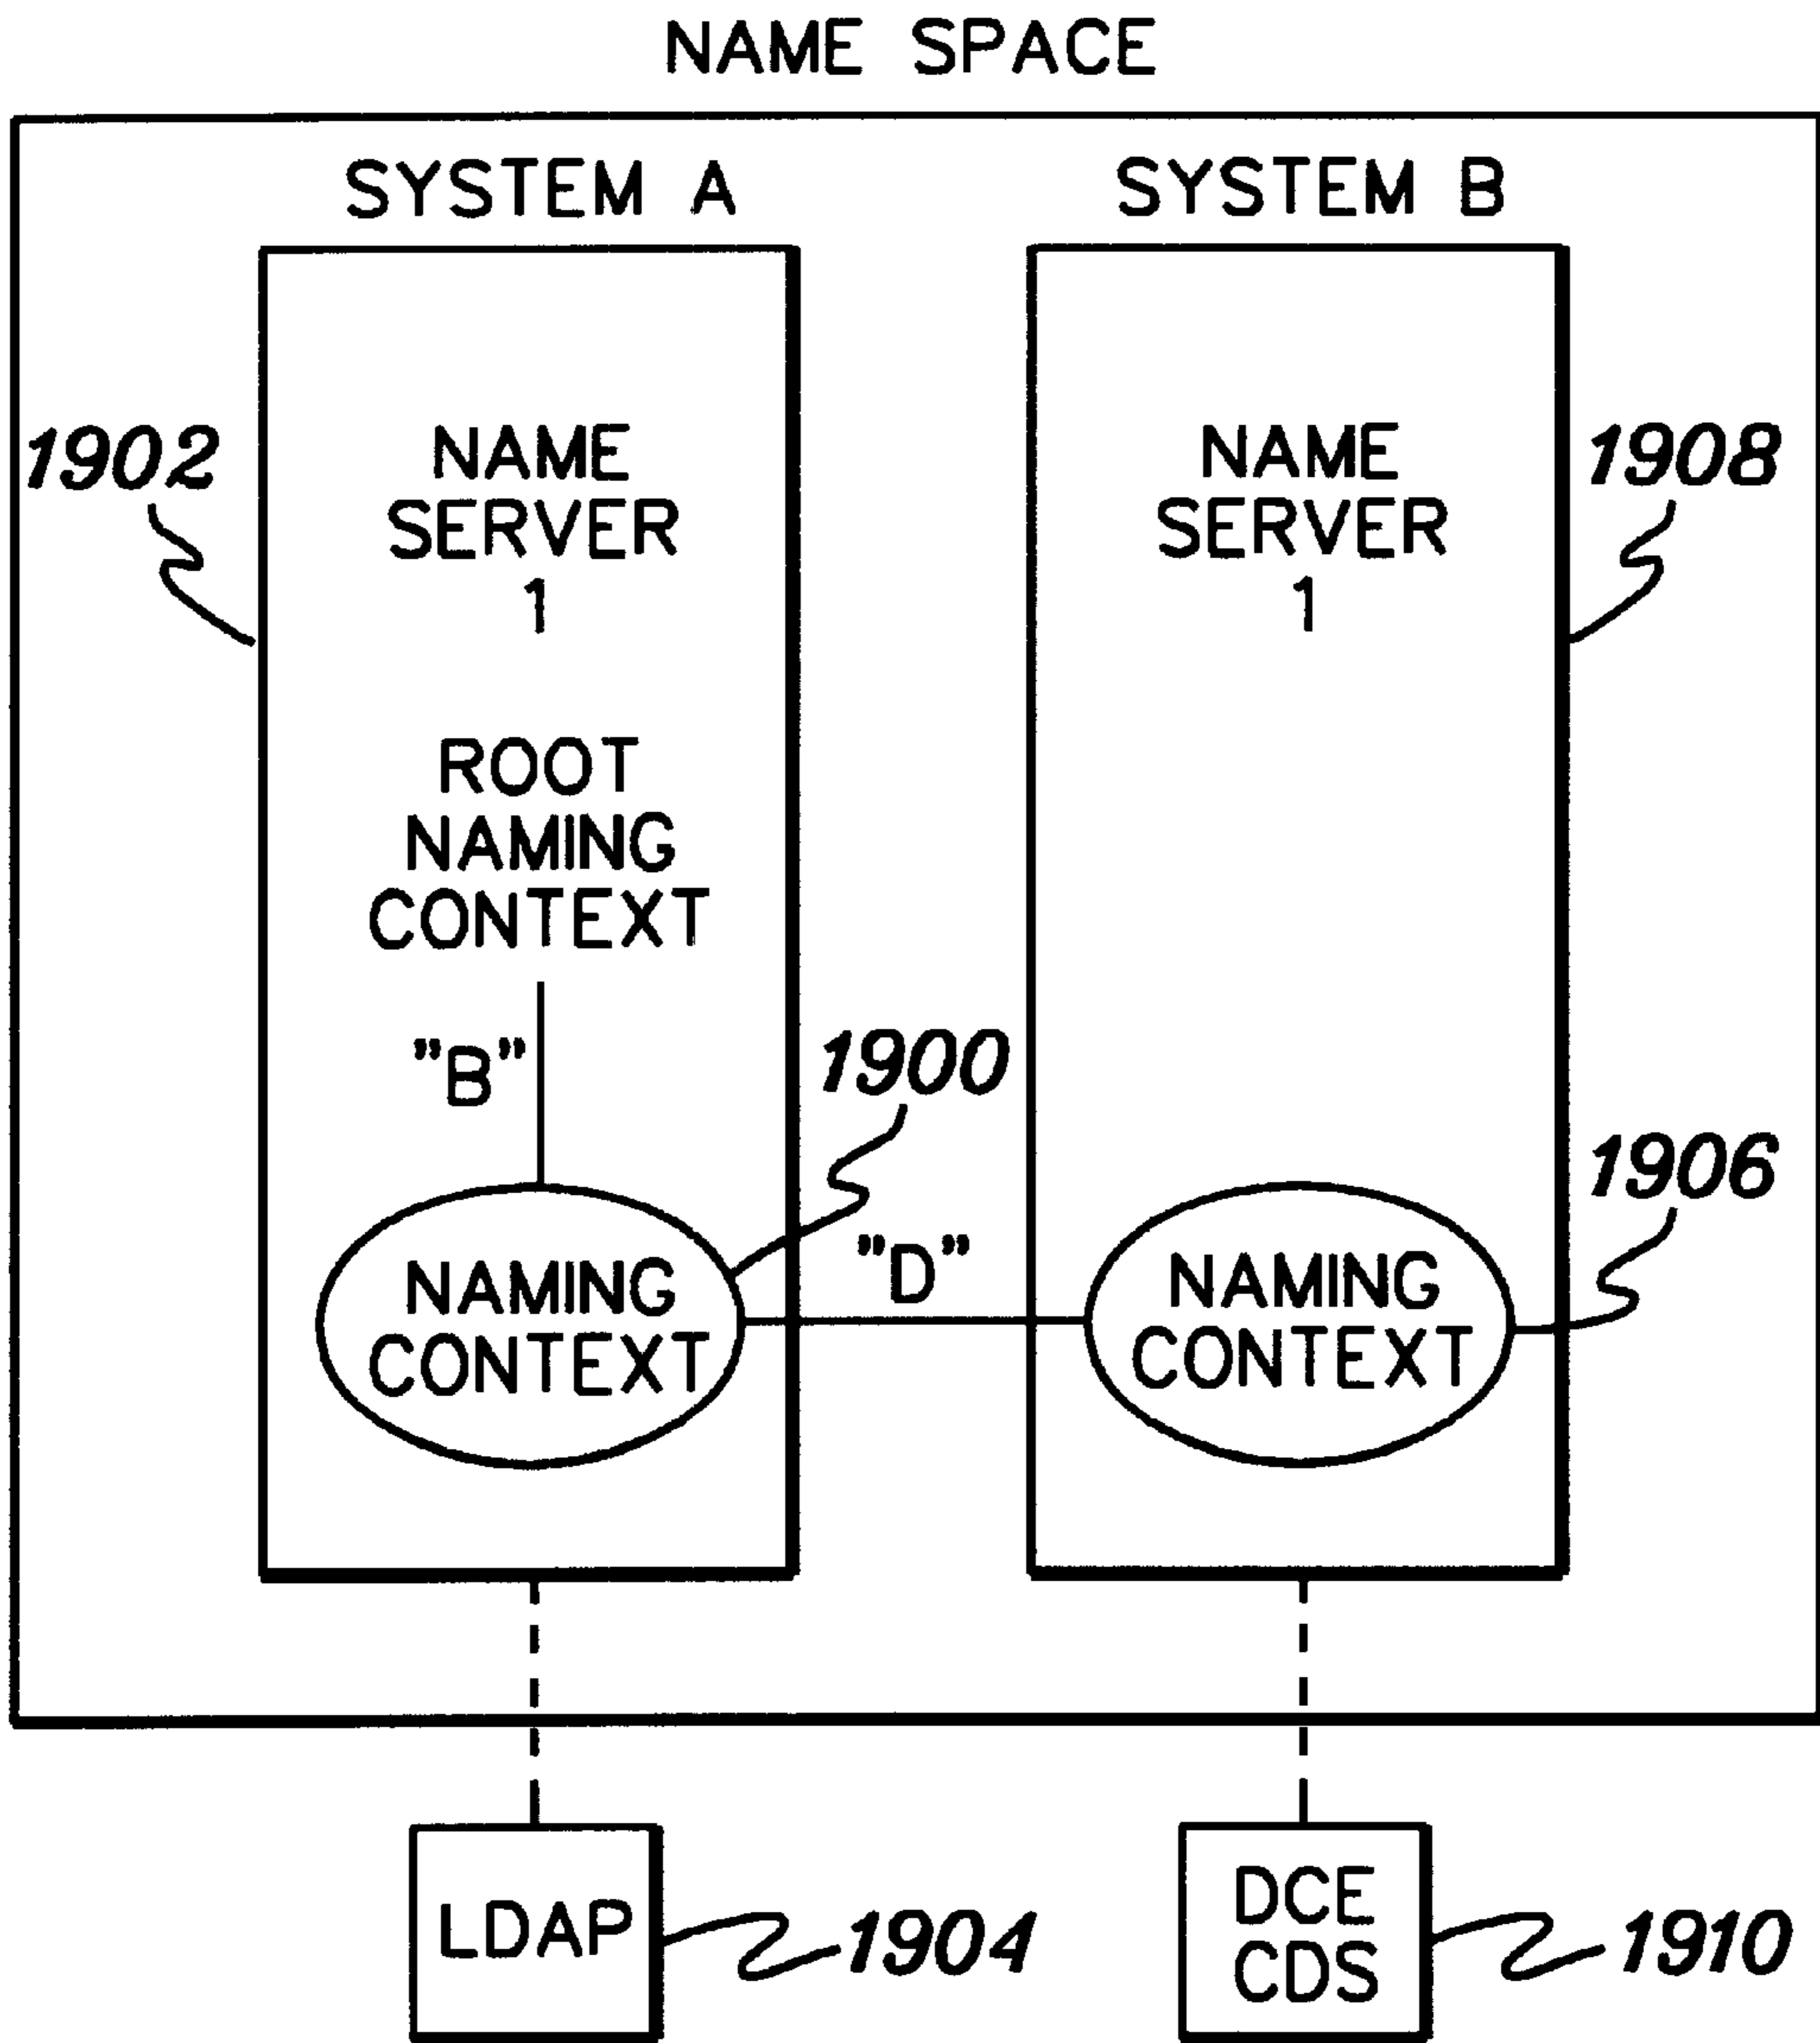 NAME SPACE
SYSTEM A
SYSTEM B
1902
NAME
SERVER
1
NAME
SERVER
1
1908
ROOT
NAMING
CONTEXT
"B"
1900
1906
"D"
NAMING
CONTEXT
NAMING
CONTEXT
LDAP
1904
DCE
CDS
1910